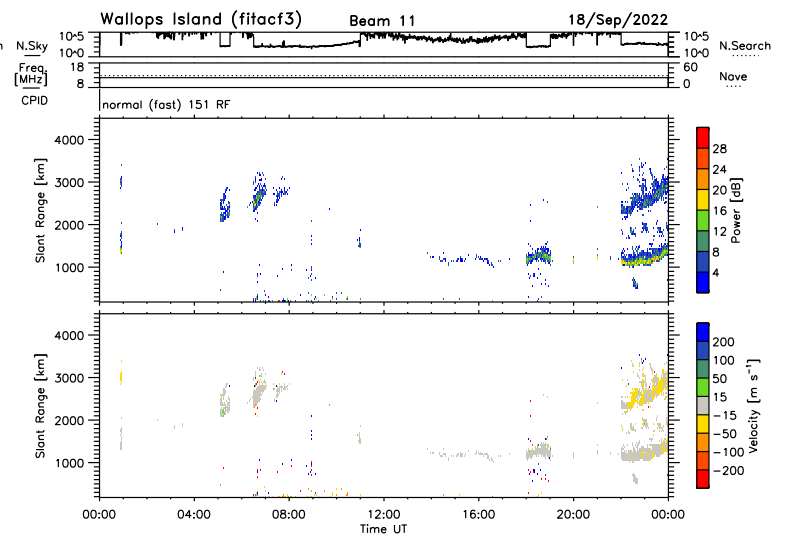 Wallops Island (fitacf3) Beam 11 18/Sep/2022
n N.Sky 10^5 10^0 10^5 10^0 N.Search
Freq. [MHz] 18 8 60 0 Nave
CPID normal (fast) 151 RF
Slant Range [km] 4000 3000 2000 1000
Power [dB] 28 24 20 16 12 8 4
Slant Range [km] 4000 3000 2000 1000
Velocity [m s⁻¹] 200 100 50 15 −15 −50 −100 −200
00:00 04:00 08:00 12:00 16:00 20:00 00:00
Time UT